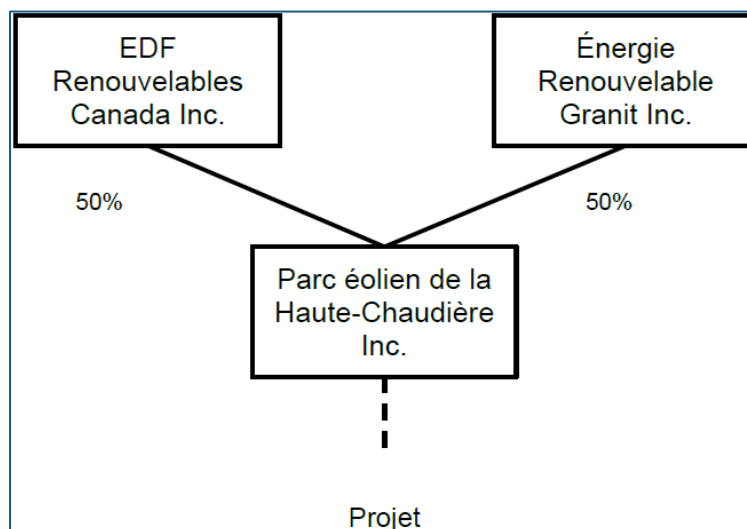 EDF
Renouvelables
Canada Inc.
Énergie
Renouvelable
Granit Inc.
50%
50%
Parc éolien de la
Haute-Chaudière
Inc.
Projet